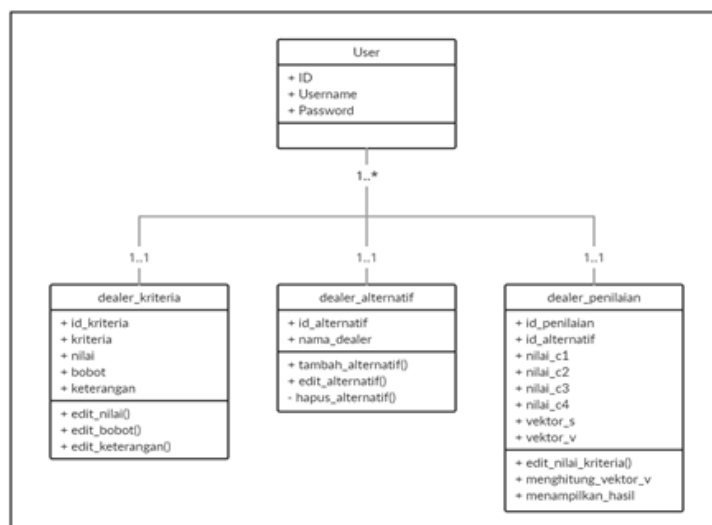 User
+ ID
+ Username
+ Password
1..*
1..1
1..1
1..1
dealer_kriteria
+ id_kriteria
+ kriteria
+ nilai
+ bobot
+ keterangan
+ edit_nilai()
+ edit_bobot()
+ edit_keterangan()
dealer_alternatif
+ id_alternatif
+ nama_dealer
+ tambah_alternatif()
+ edit_alternatif()
- hapus_alternatif()
dealer_penilaian
+ id_penilaian
+ id_alternatif
+ nilai_c1
+ nilai_c2
+ nilai_c3
+ nilai_c4
+ vektor_s
+ vektor_v
+ edit_nilai_kriteria()
+ menghitung_vektor_v
+ menampilkan_hasil